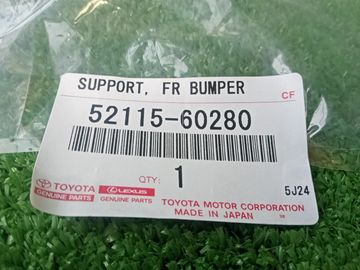 SUPPORT, FR BUMPER
CF
52115-60280
QTY: 1
5J24
TOYOTA LEXUS
GENUINE PARTS GENUINE PARTS
TOYOTA MOTOR CORPORATION
MADE IN JAPAN